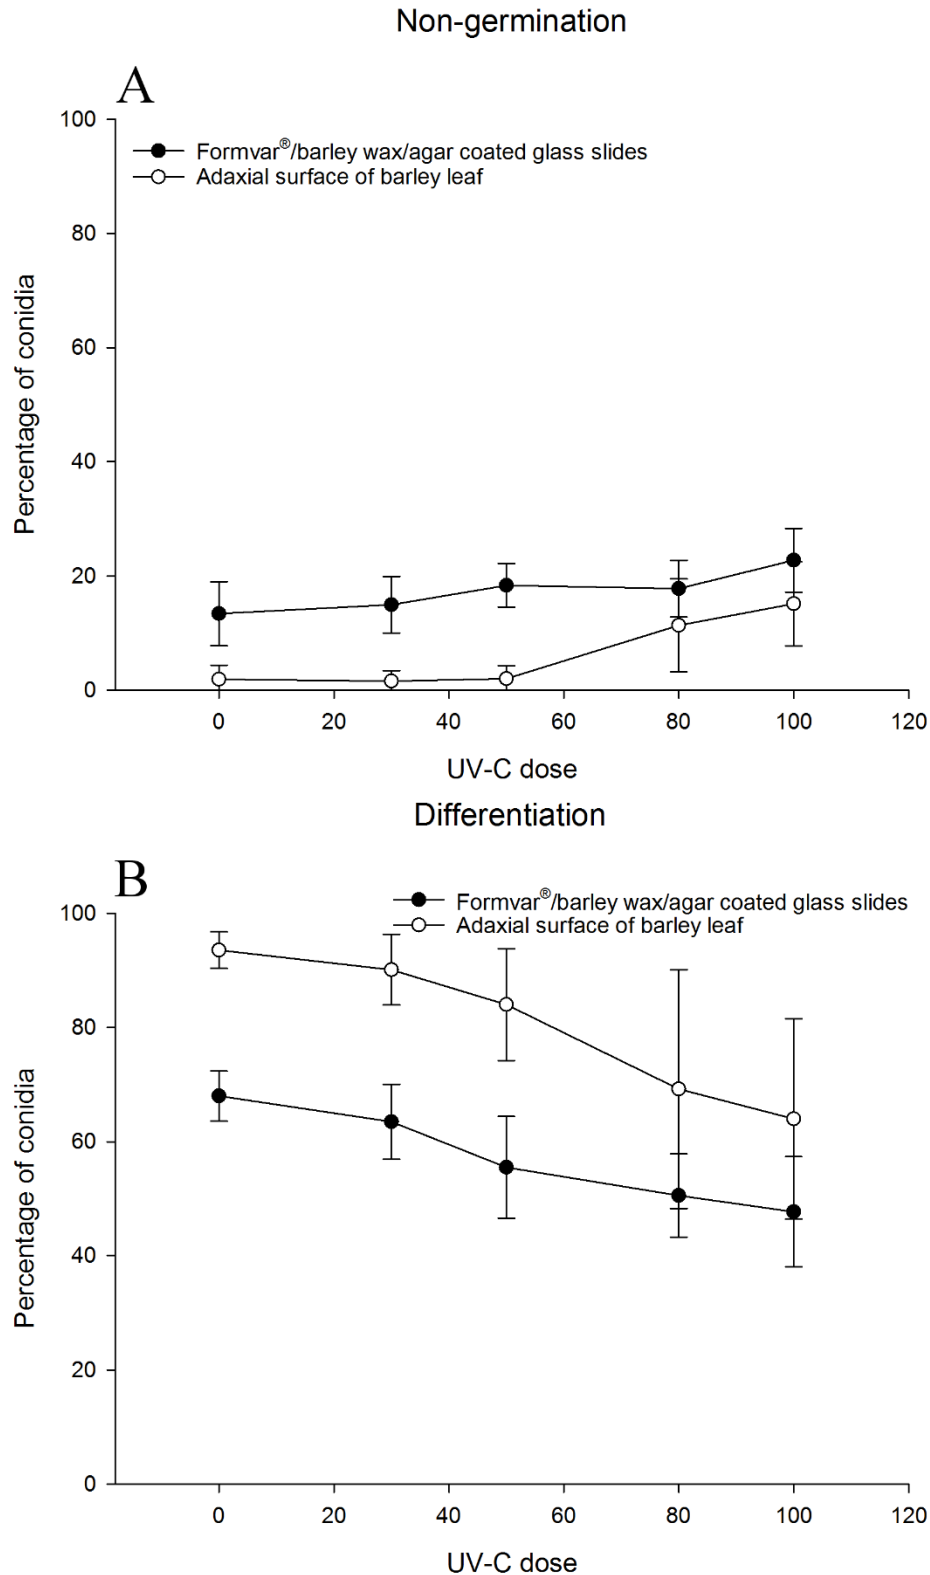 Non-germination
A
100
80
60
40
20
0
Percentage of conidia
Formvar®/barley wax/agar coated glass slides
Adaxial surface of barley leaf
0 20 40 60 80 100 120
UV-C dose
Differentiation
B
100
80
60
40
20
0
Percentage of conidia
Formvar®/barley wax/agar coated glass slides
Adaxial surface of barley leaf
0 20 40 60 80 100 120
UV-C dose